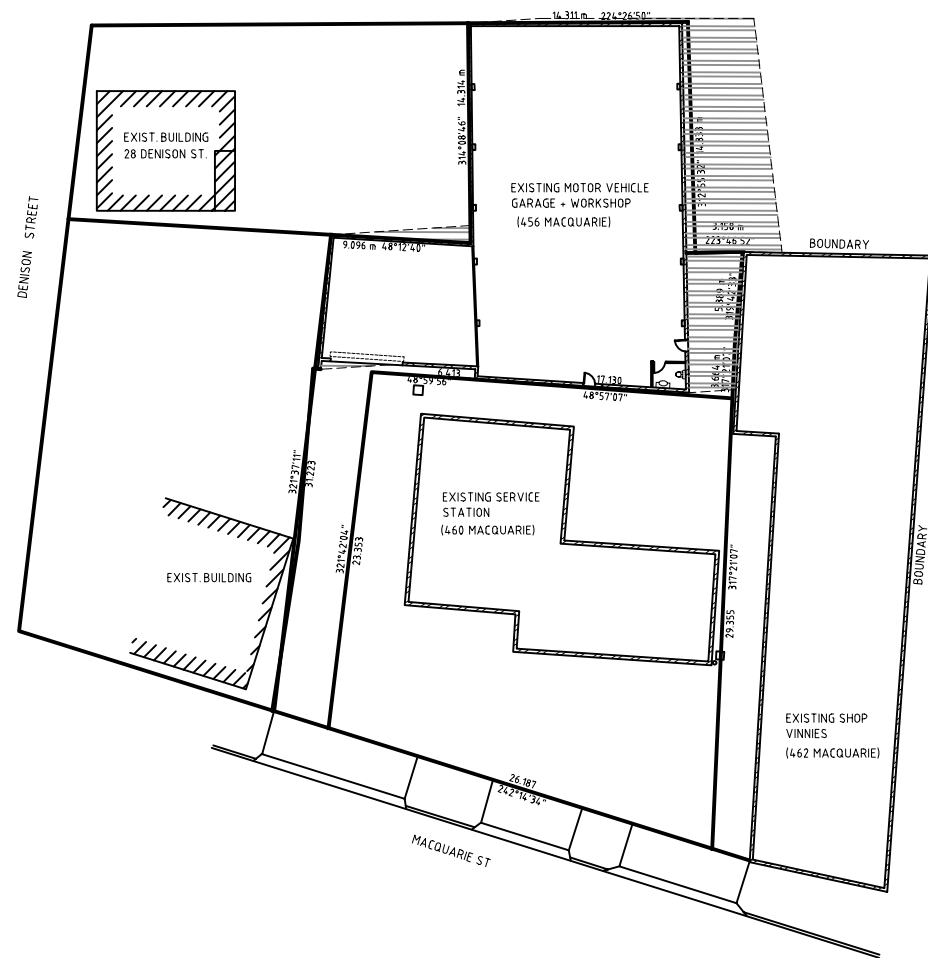 14.311 m 224°26'50"
314°08'46" 14.314 m
EXIST. BUILDING
28 DENISON ST.
EXISTING MOTOR VEHICLE
GARAGE + WORKSHOP
(456 MACQUARIE)
DENISON STREET
3.150 m
223°46'52
BOUNDARY
9.096 m 48°12'40"
6.413
48°59'56"
17.130
48°57'07"
321°37'11"
31.223
321°42'04"
23.353
EXISTING SERVICE
STATION
(460 MACQUARIE)
317°21'07"
29.355
BOUNDARY
EXIST. BUILDING
EXISTING SHOP
VINNIES
(462 MACQUARIE)
26.187
242°14'34"
MACQUARIE ST